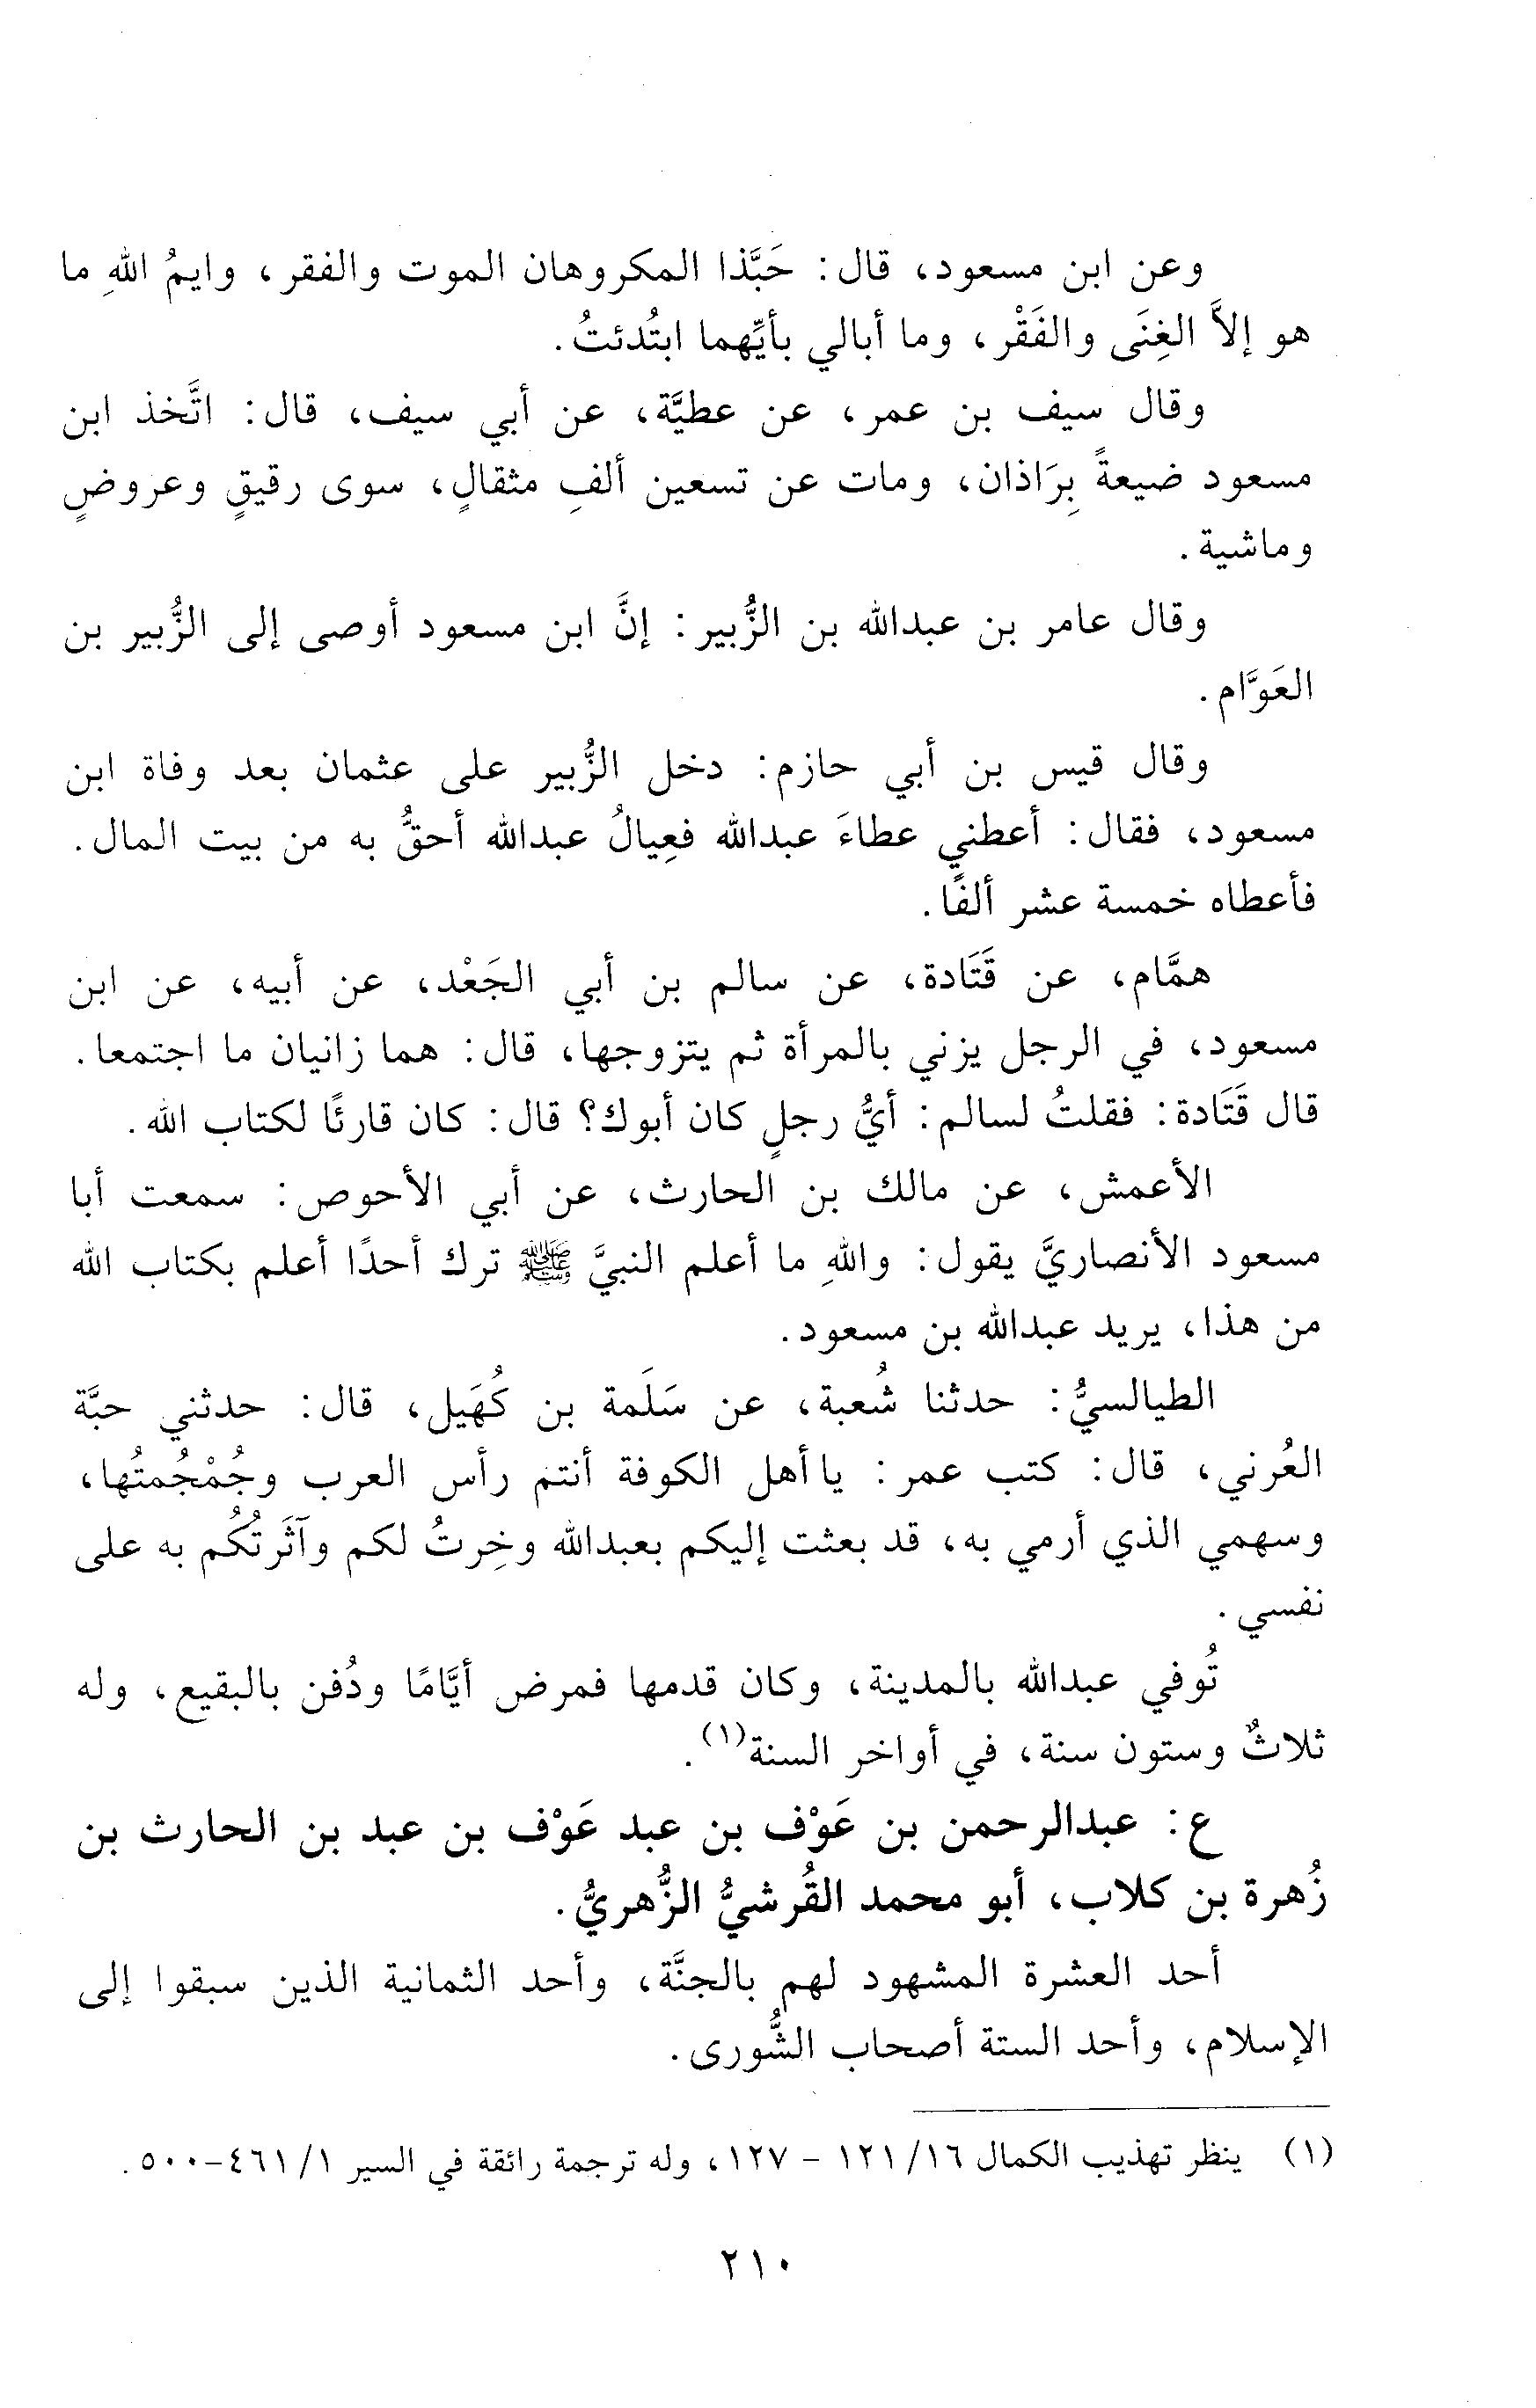 وعن ابن مسعود، قال: حَبَّذا المكروهان الموت والفقر، وايمُ اللهِ ما
هو إلاَّ الغِنَى والفَقْر، وما أبالي بأيِّهما ابتُدئتُ.
وقال سيف بن عمر، عن عطيَّة، عن أبي سيف، قال: اتَّخذ ابن
مسعود ضيعةً بِرَاذان، ومات عن تسعين ألفِ مثقالٍ، سوى رقيقٍ وعروضٍ
وماشية.
وقال عامر بن عبدالله بن الزُّبير: إنَّ ابن مسعود أوصى إلى الزُّبير بن
العَوَّام.
وقال قيس بن أبي حازم: دخل الزُّبير على عثمان بعد وفاة ابن
مسعود، فقال: أعطني عطاءَ عبدالله فعِيالُ عبدالله أحقُّ به من بيت المال.
فأعطاه خمسة عشر ألفًا.
همَّام، عن قَتَادة، عن سالم بن أبي الجَعْد، عن أبيه، عن ابن
مسعود، في الرجل يزني بالمرأة ثم يتزوجها، قال: هما زانيان ما اجتمعا.
قال قَتَادة: فقلتُ لسالم: أيُّ رجلٍ كان أبوك؟ قال: كان قارئًا لكتاب الله.
الأعمش، عن مالك بن الحارث، عن أبي الأحوص: سمعت أبا
مسعود الأنصاريَّ يقول: واللهِ ما أعلم النبيَّ ﷺ ترك أحدًا أعلم بكتاب الله
من هذا، يريد عبدالله بن مسعود.
الطيالسيُّ: حدثنا شُعبة، عن سَلَمة بن كُهَيل، قال: حدثني حبَّة
العُرني، قال: كتب عمر: يا أهل الكوفة أنتم رأس العرب وجُمْجُمتُها،
وسهمي الذي أرمي به، قد بعثت إليكم بعبدالله وخِرتُ لكم وآثَرتُكُم به على
نفسي.
تُوفي عبدالله بالمدينة، وكان قدمها فمرض أيَّامًا ودُفن بالبقيع، وله
ثلاثٌ وستون سنة، في أواخر السنة(١).
ع: عبدالرحمن بن عَوْف بن عبد عَوْف بن عبد بن الحارث بن
زُهرة بن كلاب، أبو محمد القُرشيُّ الزُّهريُّ.
أحد العشرة المشهود لهم بالجنَّة، وأحد الثمانية الذين سبقوا إلى
الإسلام، وأحد الستة أصحاب الشُّورى.
(١) ينظر تهذيب الكمال ١٦/ ١٢١ - ١٢٧، وله ترجمة رائقة في السير ١/ ٤٦١-٥٠٠.
٢١٠